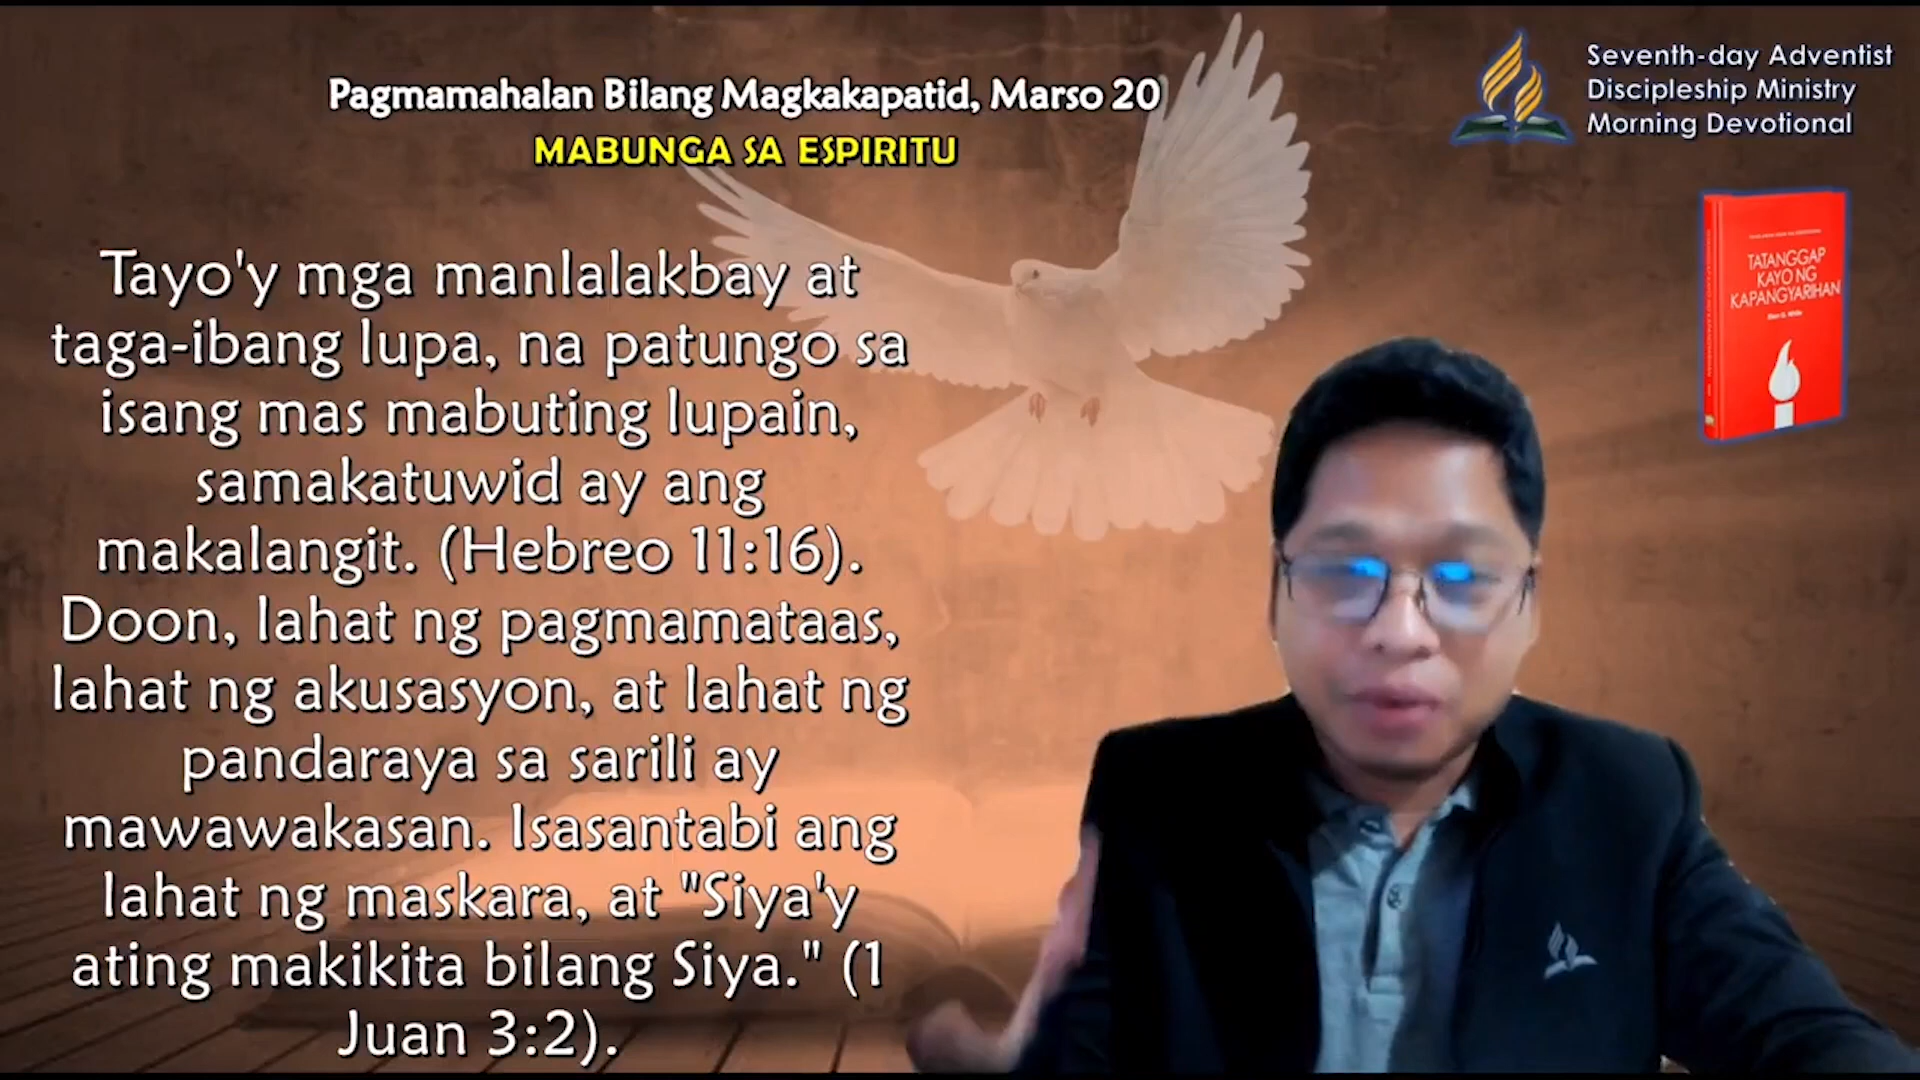 Pagmamahalan Bilang Magkakapatid, Marso 20
MABUNGA SA ESPIRITU
Seventh-day Adventist
Discipleship Ministry
Morning Devotional
TATANGGAP
KAYO NG
KAPANGYARIHAN
Tayo'y mga manlalakbay at
taga-ibang lupa, na patungo sa
isang mas mabuting lupain,
samakatuwid ay ang
makalangit. (Hebreo 11:16).
Doon, lahat ng pagmamataas,
lahat ng akusasyon, at lahat ng
pandaraya sa sarili ay
mawawakasan. Isasantabi ang
lahat ng maskara, at "Siya'y
ating makikita bilang Siya." (1
Juan 3:2).